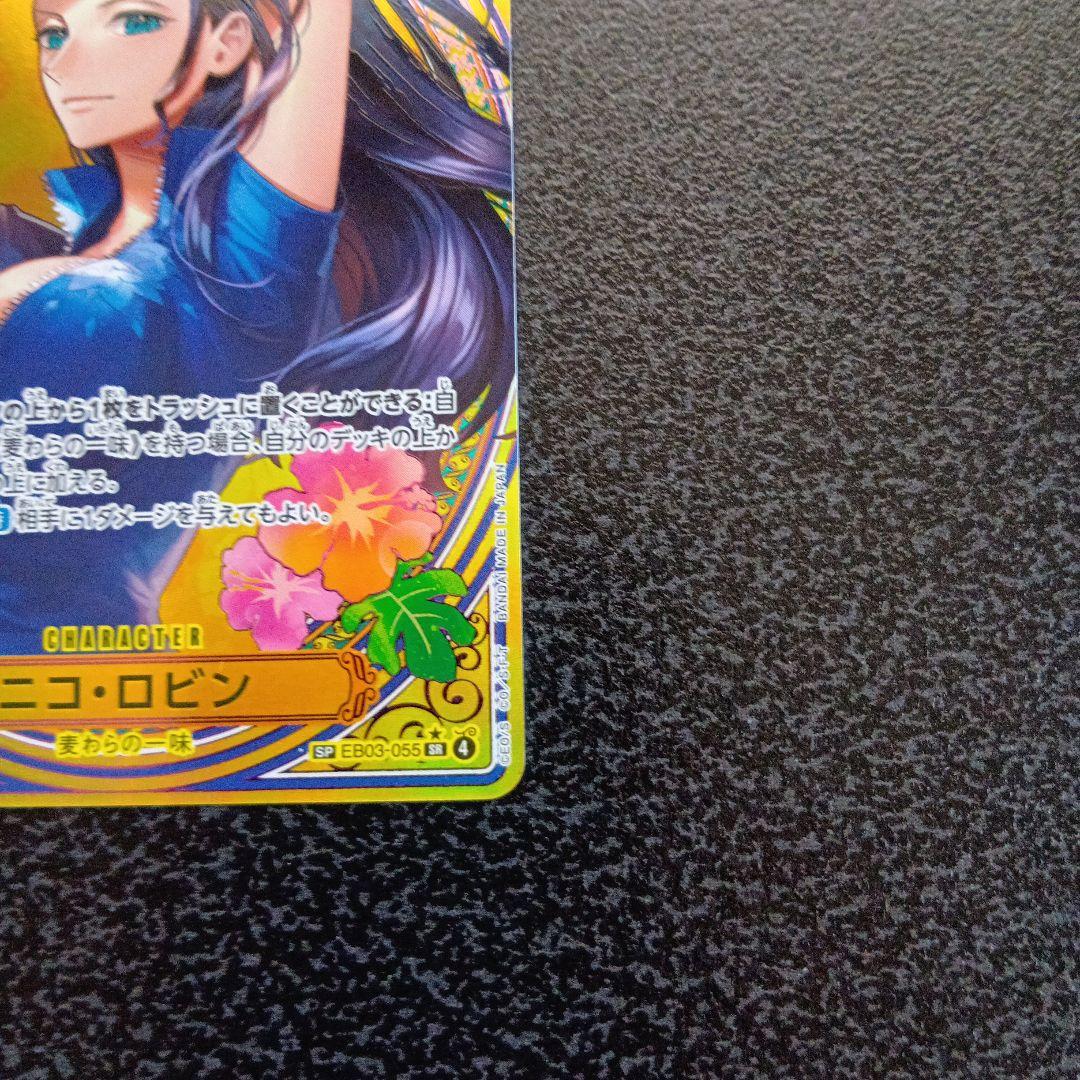 の上から1枚をトラッシュに置くことができる:自
麦わらの一味》を持つ場合、自分のデッキの上か
の上に加える。
相手に1ダメージを与えてもよい。
CHARACTER
ニコ・ロビン
麦わらの一味
SP EB03-055 SR ★ 4
BANDAI MADE IN JAPAN